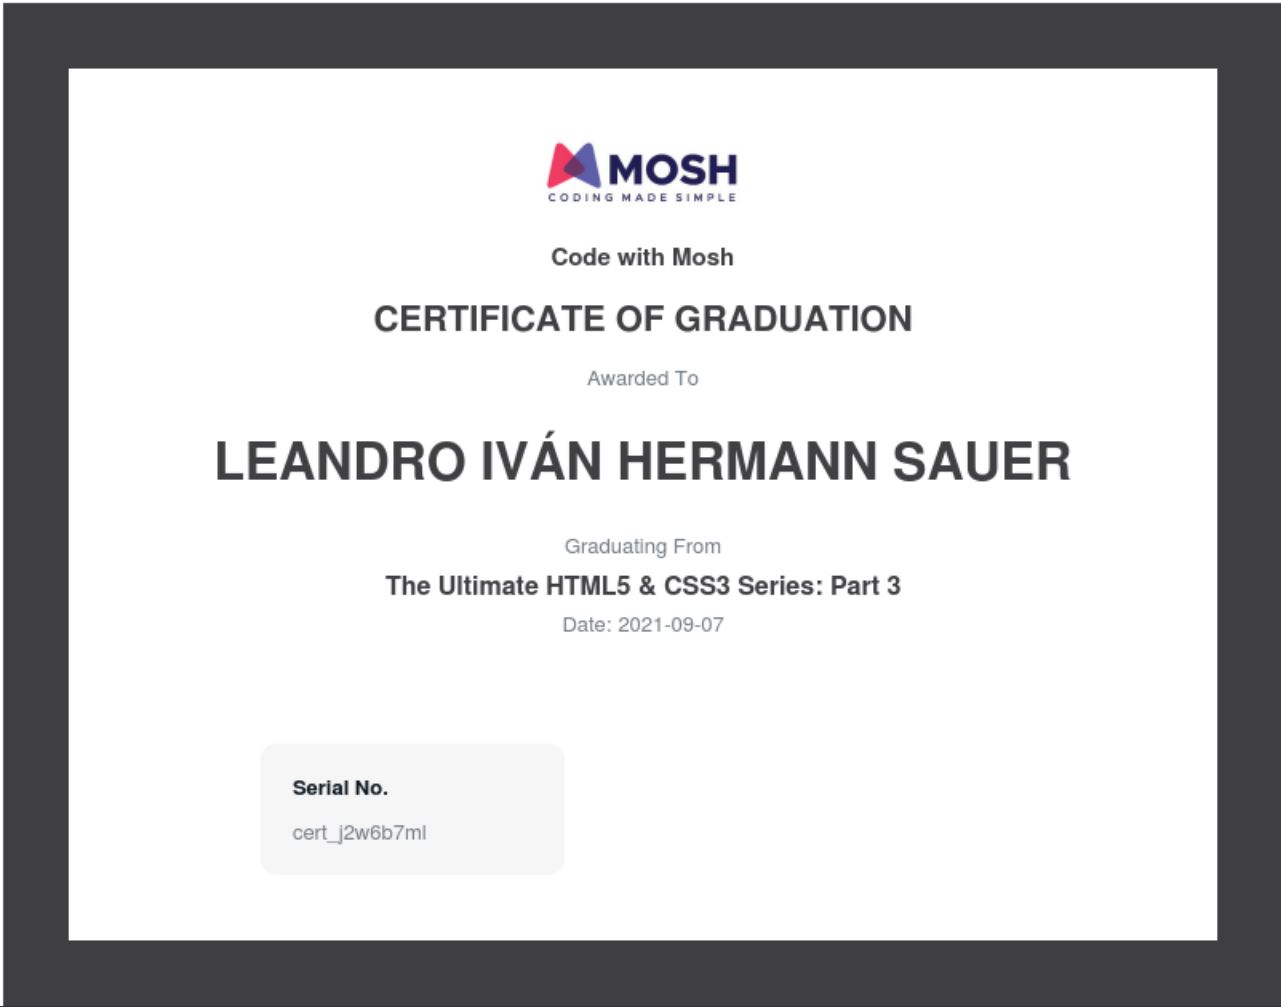 MOSH
CODING MADE SIMPLE
Code with Mosh
CERTIFICATE OF GRADUATION
Awarded To
LEANDRO IVÁN HERMANN SAUER
Graduating From
The Ultimate HTML5 & CSS3 Series: Part 3
Date: 2021-09-07
Serial No.
cert_j2w6b7ml